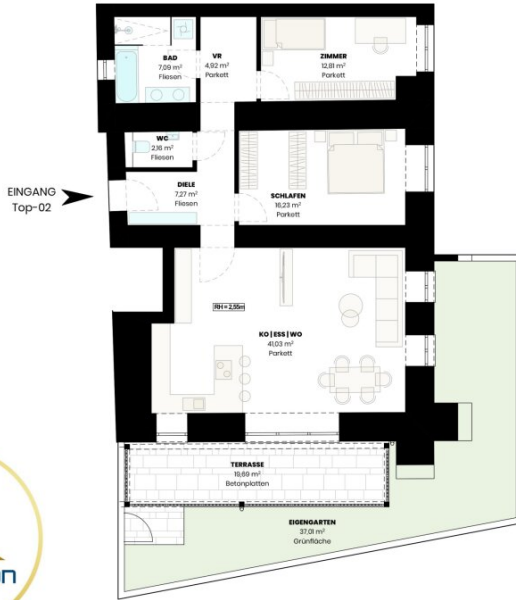 BAD
7,09 m²
Fliesen
VR
4,92 m²
Parkett
ZIMMER
12,81 m²
Parkett
WC
2,16 m²
Fliesen
EINGANG
Top-02
DIELE
7,27 m²
Fliesen
SCHLAFEN
16,23 m²
Parkett
RH = 2,55m
KO | ESS | WO
41,03 m²
Parkett
TERRASSE
19,69 m²
Betonplatten
EIGENGARTEN
37,01 m²
Grünfläche